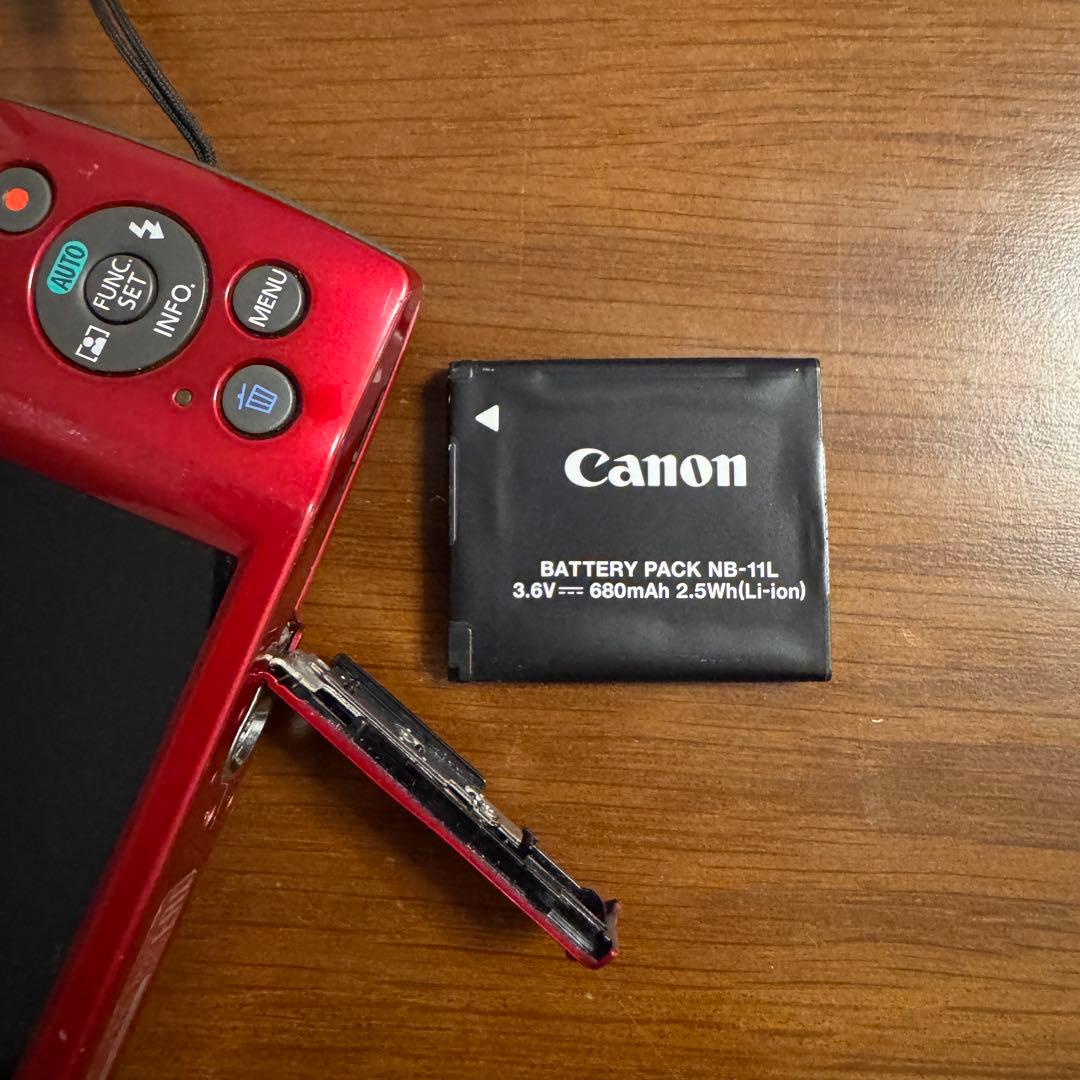 AUTO
FUNC.
SET
INFO.
MENU
Canon
BATTERY PACK NB-11L
3.6V⎓ 680mAh 2.5Wh(Li-ion)